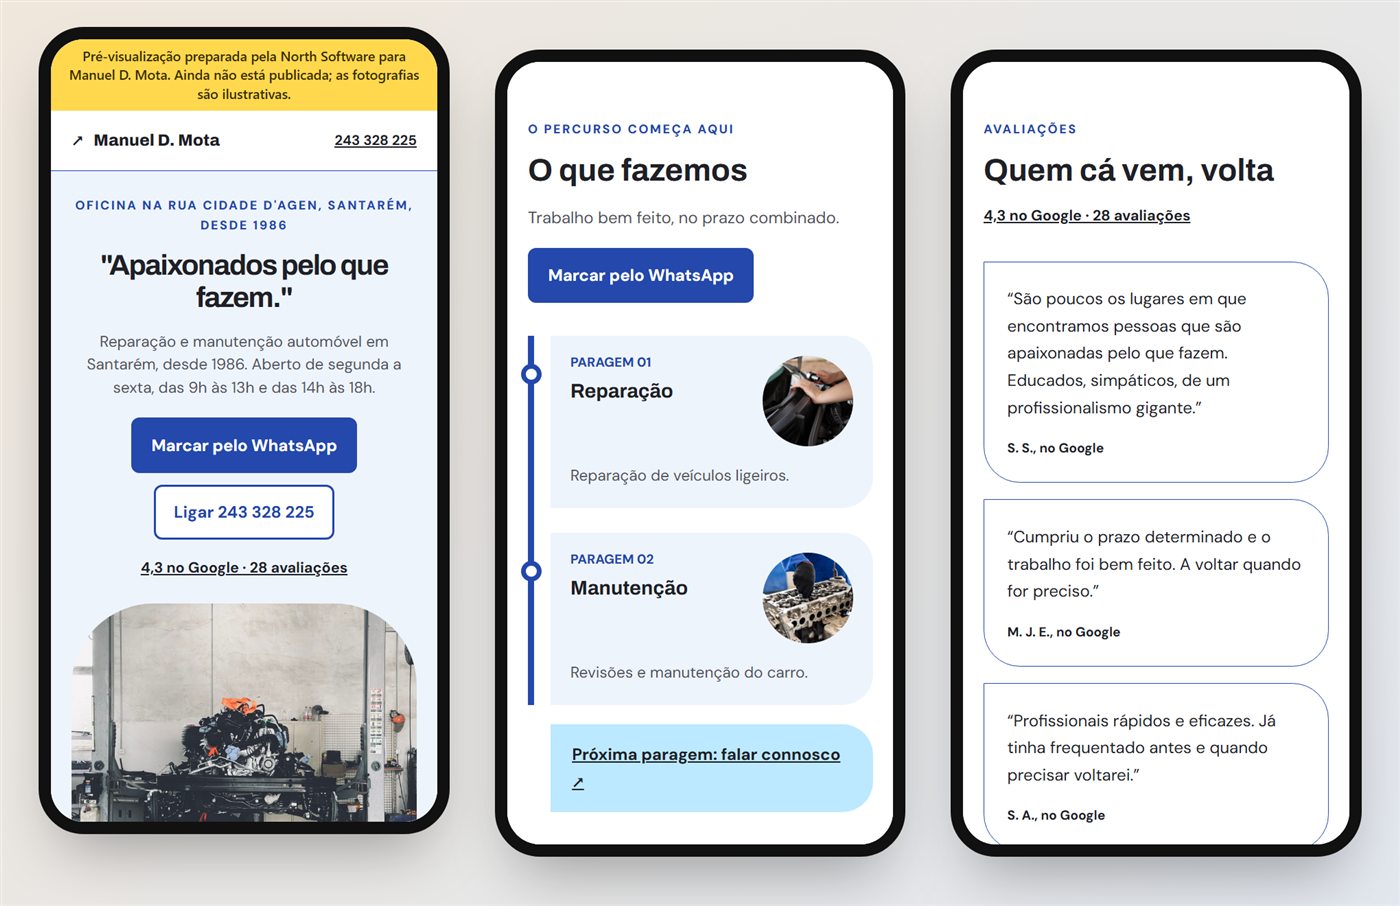 Pré-visualização preparada pela North Software para
Manuel D. Mota. Ainda não está publicada; as fotografias
são ilustrativas.
↗ Manuel D. Mota
243 328 225
OFICINA NA RUA CIDADE D'AGEN, SANTARÉM,
DESDE 1986
"Apaixonados pelo que
fazem."
Reparação e manutenção automóvel em
Santarém, desde 1986. Aberto de segunda a
sexta, das 9h às 13h e das 14h às 18h.
Marcar pelo WhatsApp
Ligar 243 328 225
4,3 no Google · 28 avaliações
O PERCURSO COMEÇA AQUI
O que fazemos
Trabalho bem feito, no prazo combinado.
Marcar pelo WhatsApp
PARAGEM 01
Reparação
Reparação de veículos ligeiros.
PARAGEM 02
Manutenção
Revisões e manutenção do carro.
Próxima paragem: falar connosco
↗
AVALIAÇÕES
Quem cá vem, volta
4,3 no Google · 28 avaliações
“São poucos os lugares em que
encontramos pessoas que são
apaixonadas pelo que fazem.
Educados, simpáticos, de um
profissionalismo gigante.”
S. S., no Google
“Cumpriu o prazo determinado e o
trabalho foi bem feito. A voltar quando
for preciso.”
M. J. E., no Google
“Profissionais rápidos e eficazes. Já
tinha frequentado antes e quando
precisar voltarei.”
S. A., no Google